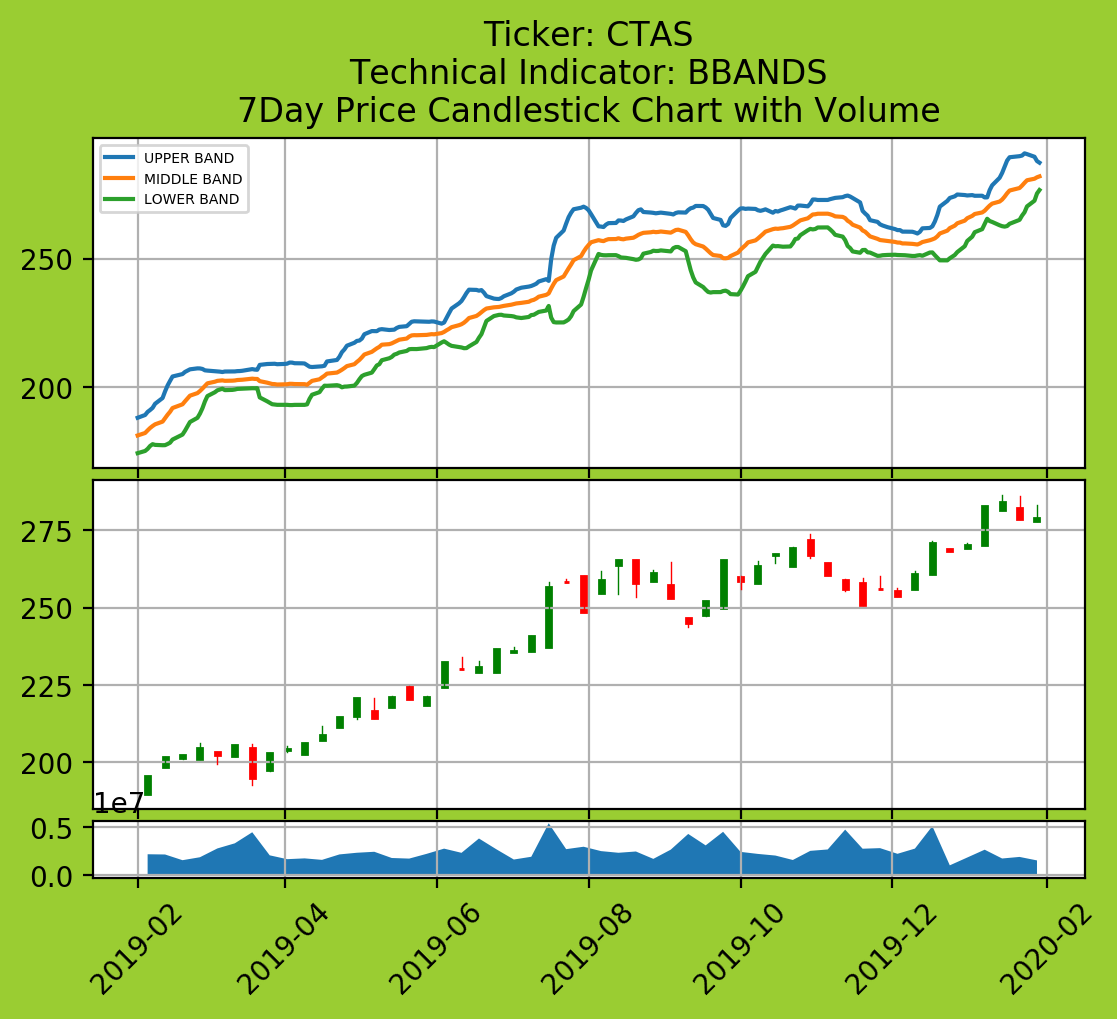 Ticker: CTAS
Technical Indicator: BBANDS
7Day Price Candlestick Chart with Volume
UPPER BAND
MIDDLE BAND
LOWER BAND
250
200
275
250
225
200
1e7
0.5
0.0
2019-02
2019-04
2019-06
2019-08
2019-10
2019-12
2020-02